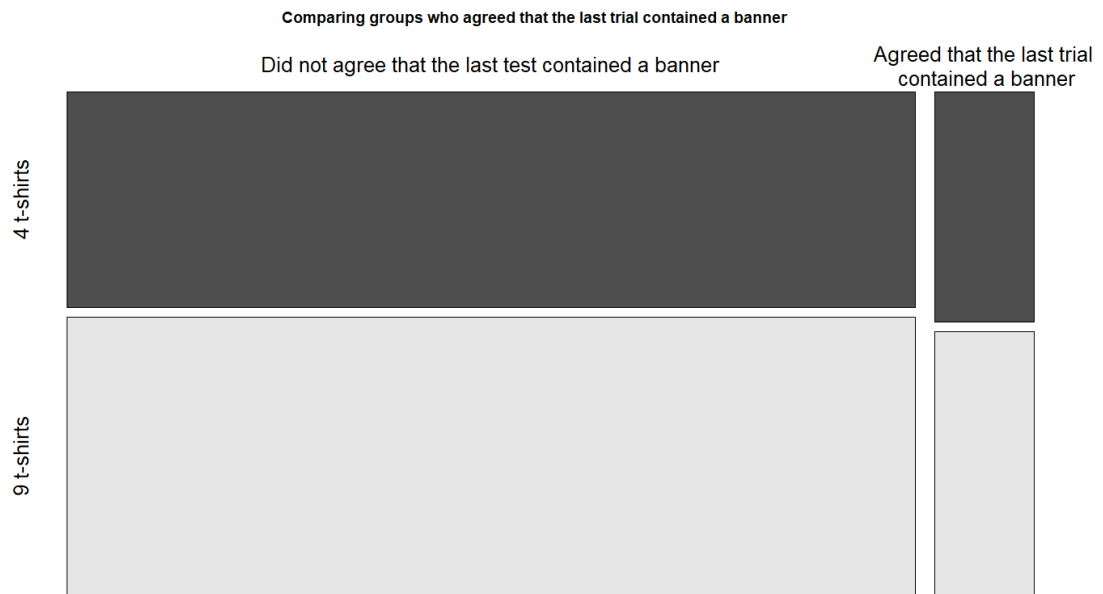 Comparing groups who agreed that the last trial contained a banner
Did not agree that the last test contained a banner
Agreed that the last trial
contained a banner
4 t-shirts
9 t-shirts